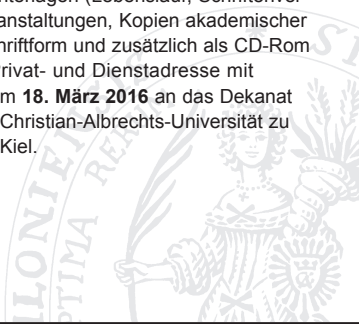 anstaltungen, Kopien akademischer
hriftform und zusätzlich als CD-Rom
rivat- und Dienstadresse mit
m 18. März 2016 an das Dekanat
Christian-Albrechts-Universität zu
Kiel.